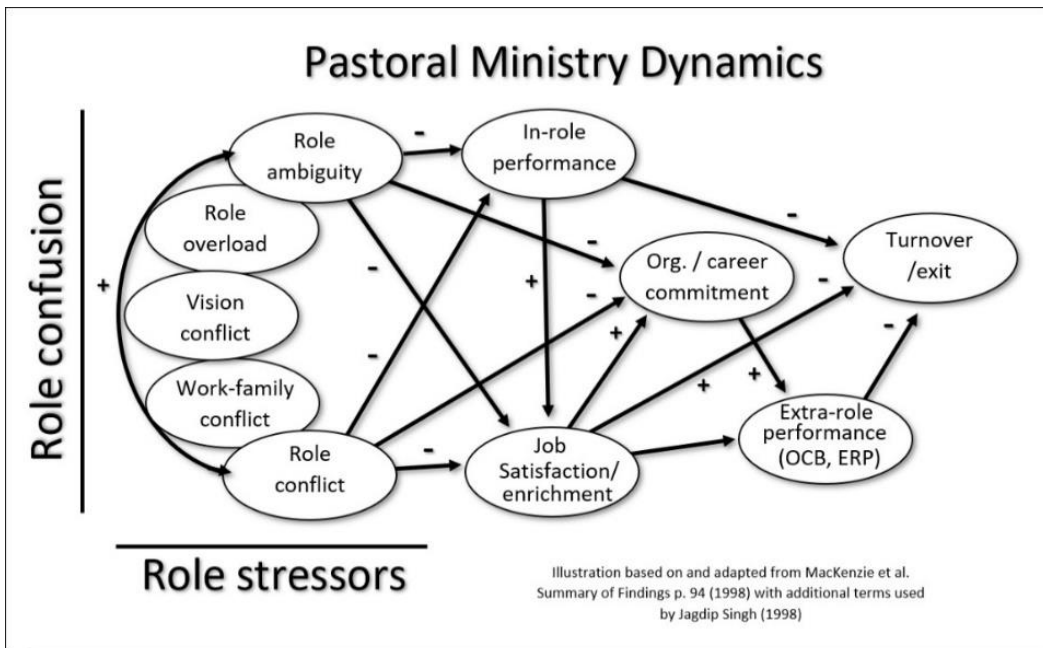 Pastoral Ministry Dynamics
Role confusion
+
Role
ambiguity
-
In-role
performance
Role
overload
-
-
-
+
-
-
Org. / career
commitment
Turnover
/exit
Vision
conflict
-
+
-
Work-family
conflict
+
+
Extra-role
performance
(OCB, ERP)
Role
conflict
-
Job
Satisfaction/
enrichment
Role stressors
Illustration based on and adapted from MacKenzie et al.
Summary of Findings p. 94 (1998) with additional terms used
by Jagdip Singh (1998)